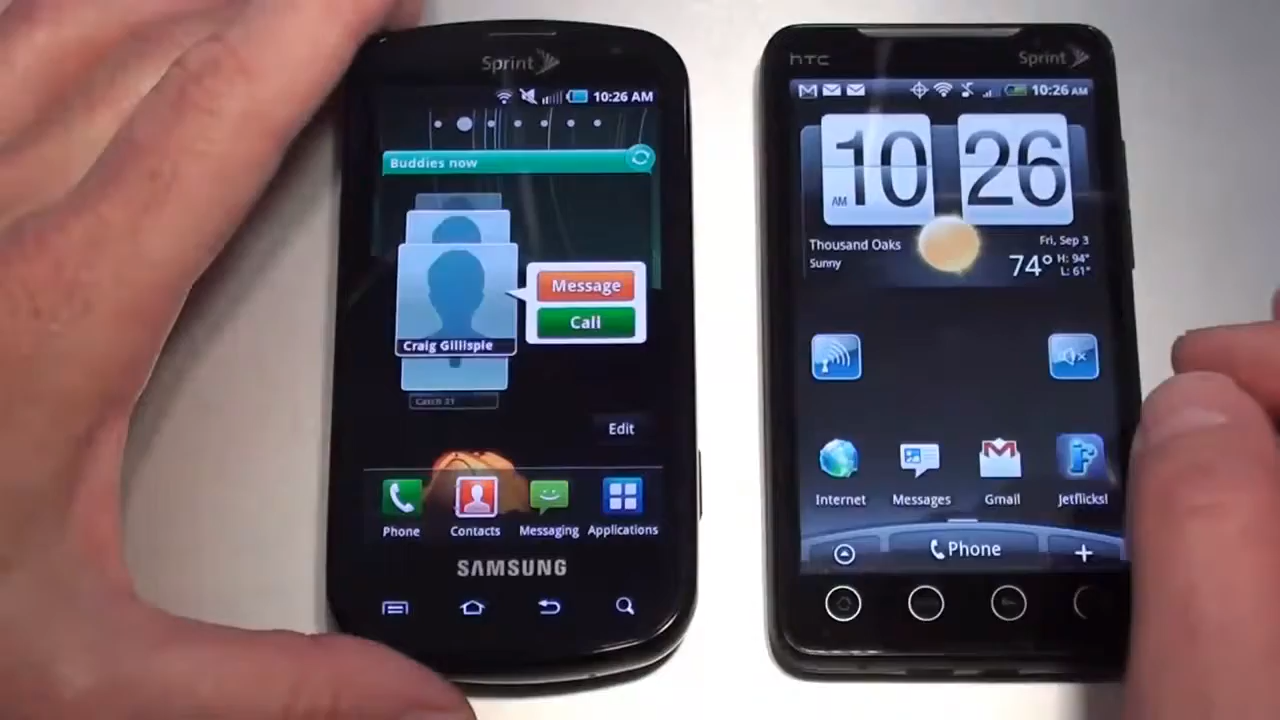 Sprint
10:26 AM
Buddies now
Message
Call
Craig Gillispie
Catch 21
Edit
Phone
Contacts
Messaging
Applications
SAMSUNG
hTC
Sprint
10:26 AM
10
26
AM
Thousand Oaks
Fri, Sep 3
Sunny
74°
H: 94°
L: 61°
Internet
Messages
Gmail
Jetflicks!
Phone